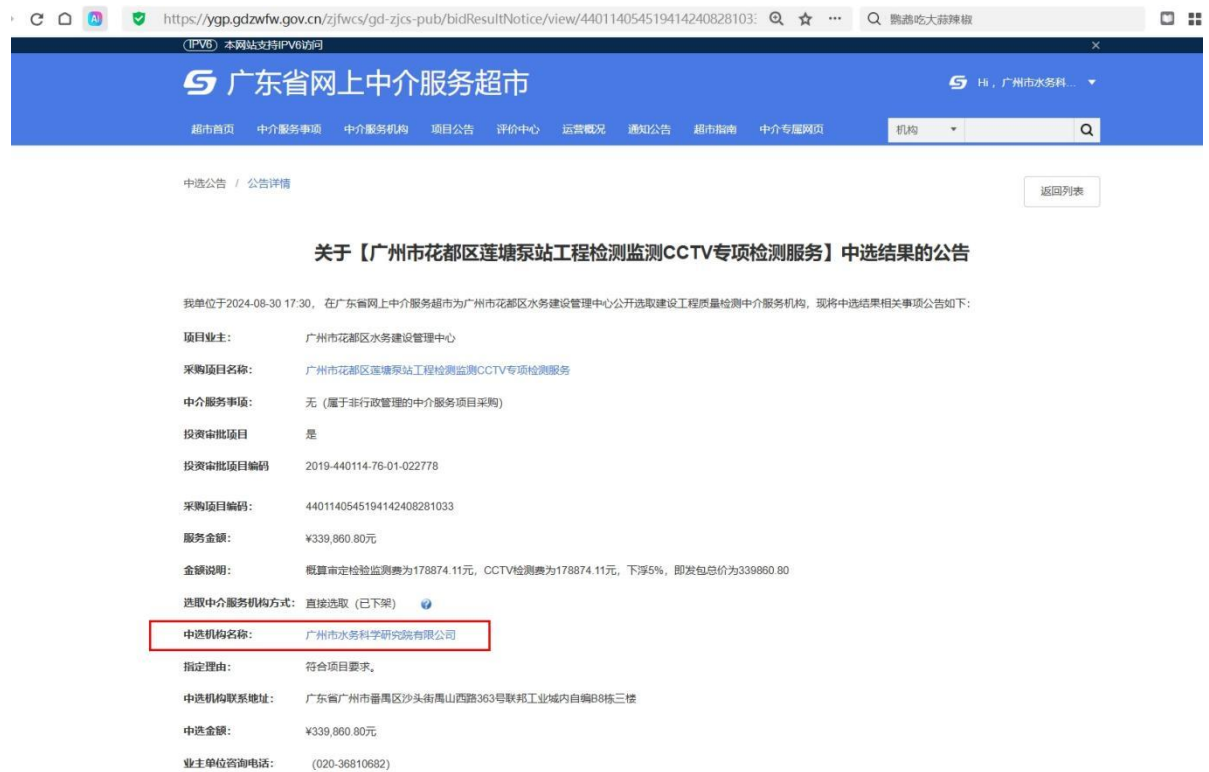 https://ygp.gdzwfw.gov.cn/zjfwcs/gd-zjcs-pub/bidResultNotice/view/440114054519414240828103
鹦鹉吃大蒜辣椒
IPV6 本网站支持IPV6访问
广东省网上中介服务超市
Hi，广州市水务科...
超市首页 中介服务事项 中介服务机构 项目公告 评价中心 运营概况 通知公告 超市指南 中介专属网页 机构
中选公告 / 公告详情
返回列表
关于【广州市花都区莲塘泵站工程检测监测CCTV专项检测服务】中选结果的公告
我单位于2024-08-30 17:30， 在广东省网上中介服务超市为广州市花都区水务建设管理中心公开选取建设工程质量检测中介服务机构，现将中选结果相关事项公告如下：
项目业主： 广州市花都区水务建设管理中心
采购项目名称： 广州市花都区莲塘泵站工程检测监测CCTV专项检测服务
中介服务事项： 无（属于非行政管理的中介服务项目采购）
投资审批项目 是
投资审批项目编码 2019-440114-76-01-022778
采购项目编码： 4401140545194142408281033
服务金额： ¥339,860.80元
金额说明： 概算审定检验监测费为178874.11元，CCTV检测费为178874.11元，下浮5%，即发包总价为339860.80
选取中介服务机构方式： 直接选取（已下架）
中选机构名称： 广州市水务科学研究院有限公司
指定理由： 符合项目要求。
中选机构联系地址： 广东省广州市番禺区沙头街禺山西路363号联邦工业城内自编B8栋三楼
中选金额： ¥339,860.80元
业主单位咨询电话： （020-36810682）